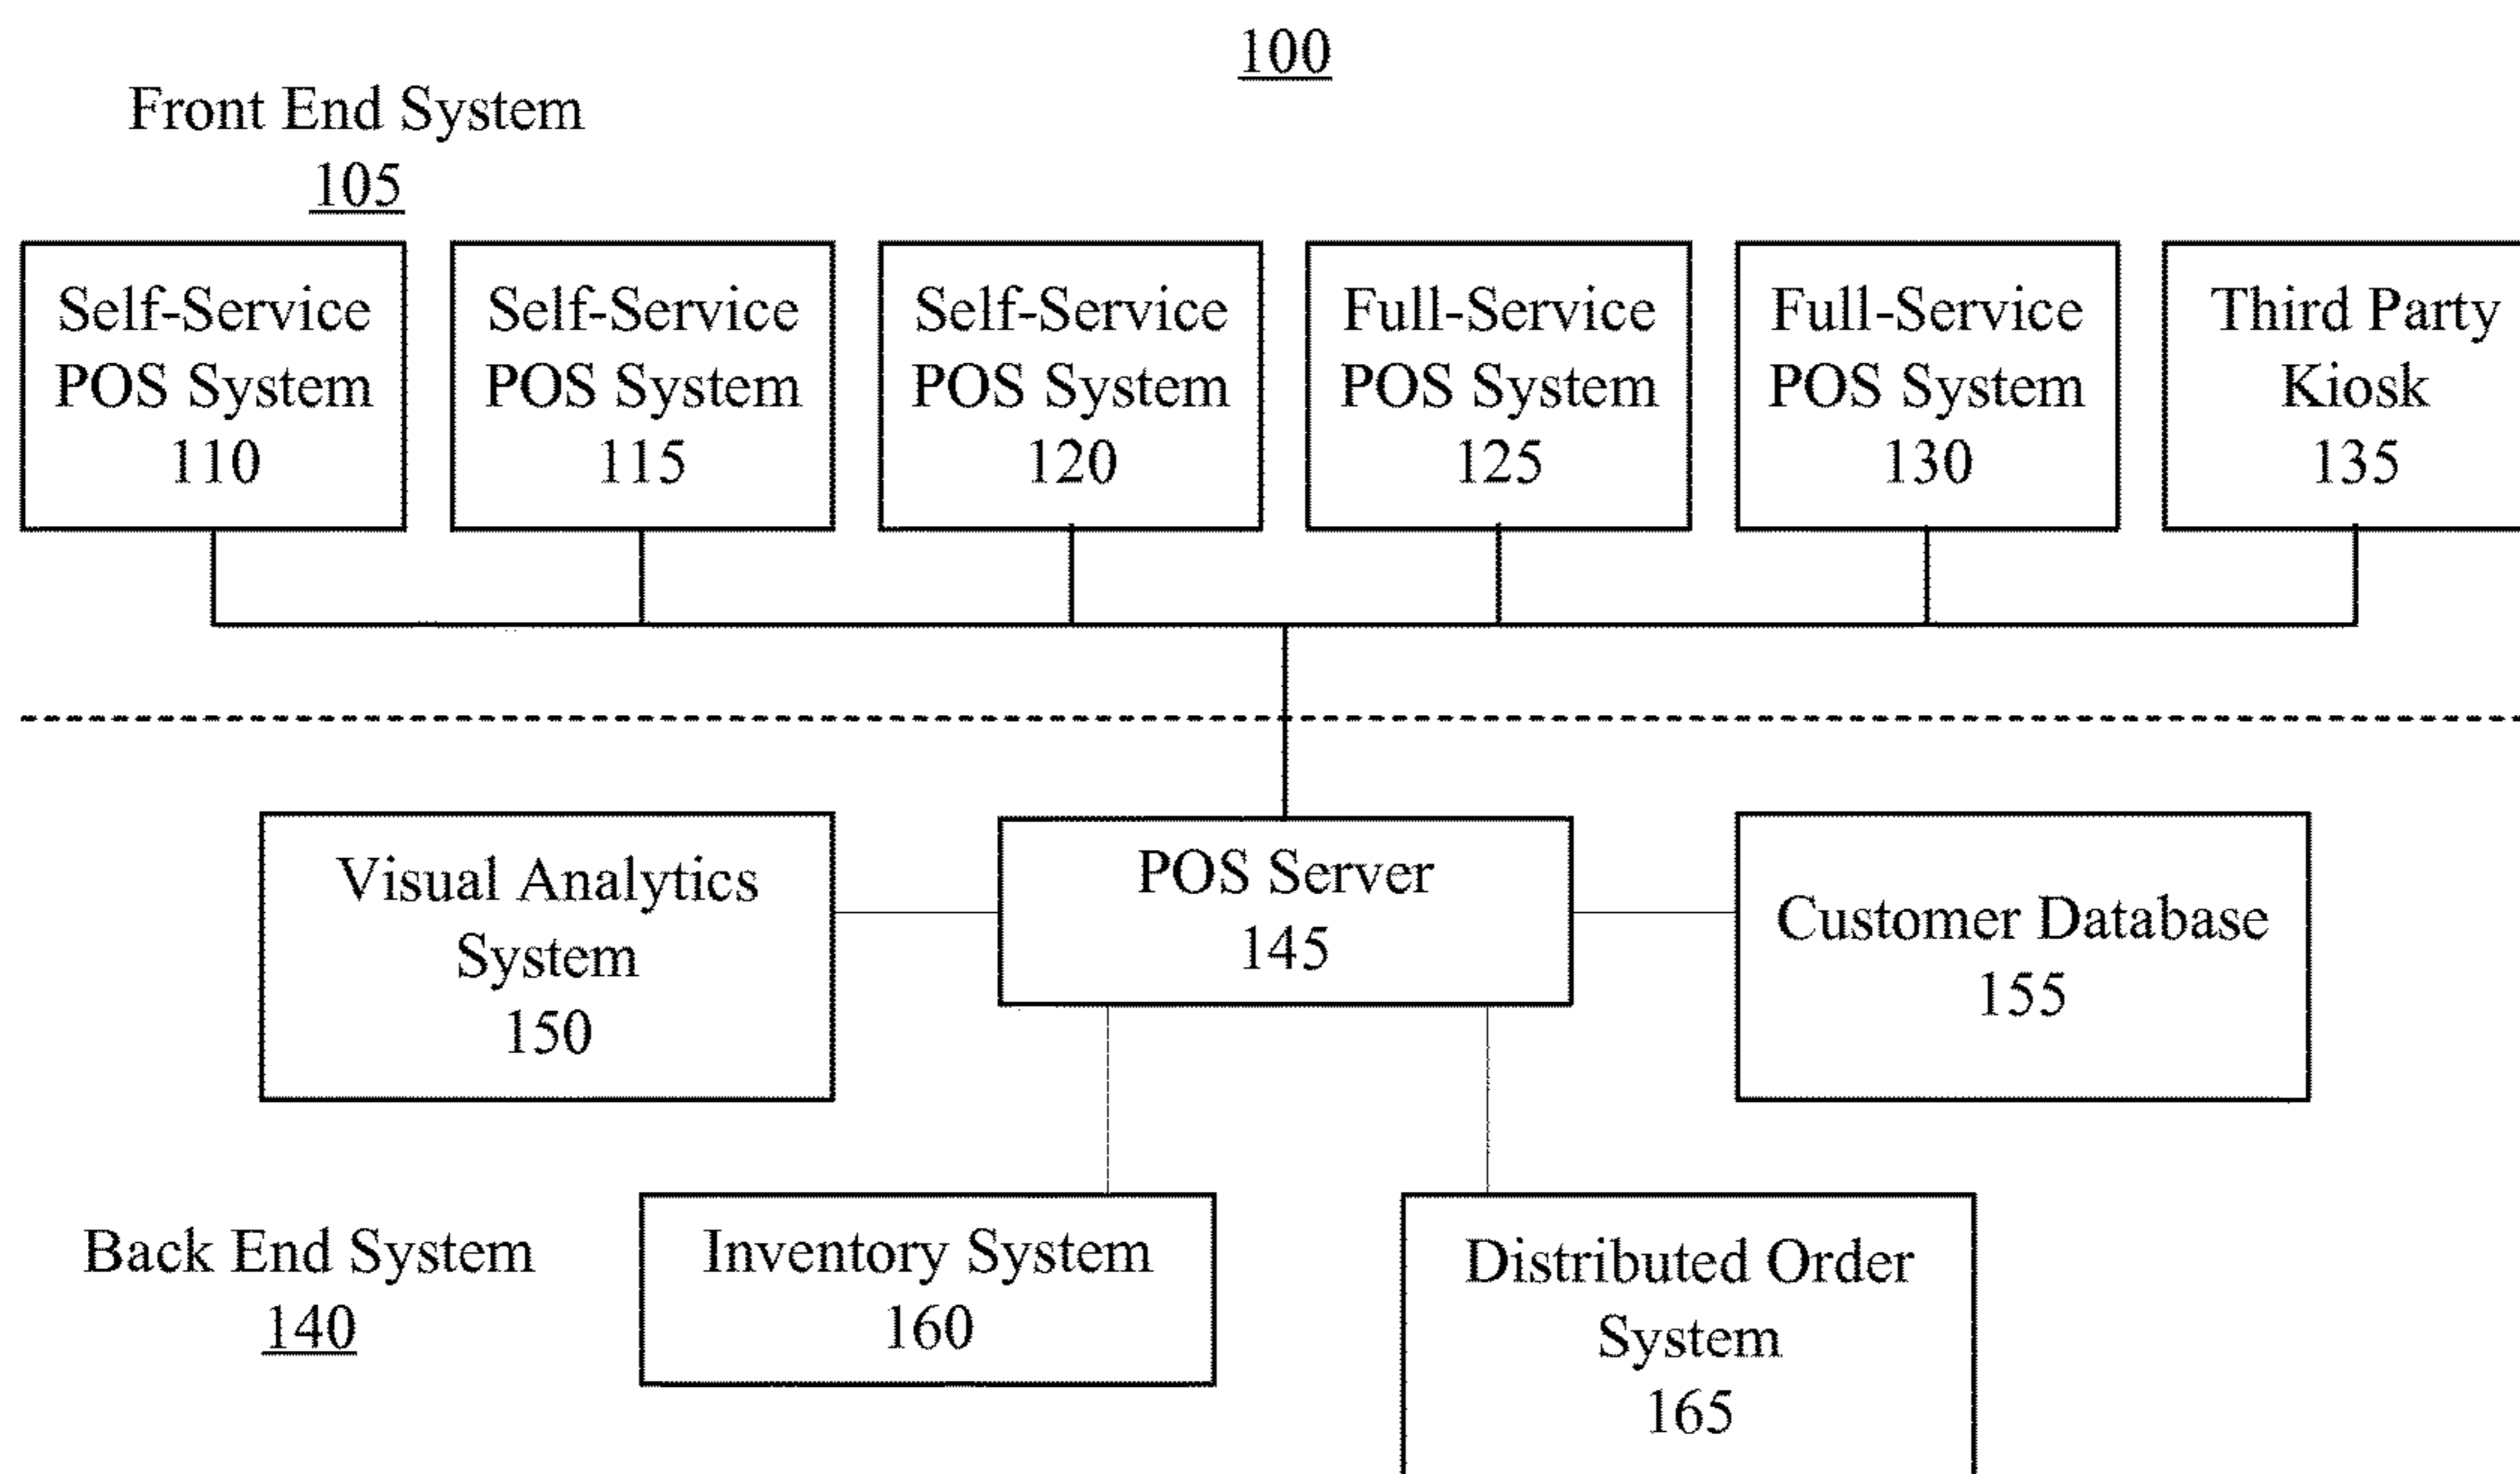 100
Front End System
105
Self-Service
POS System
110
Self-Service
POS System
115
Self-Service
POS System
120
Full-Service
POS System
125
Full-Service
POS System
130
Third Party
Kiosk
135
Visual Analytics
System
150
POS Server
145
Customer Database
155
Back End System
140
Inventory System
160
Distributed Order
System
165